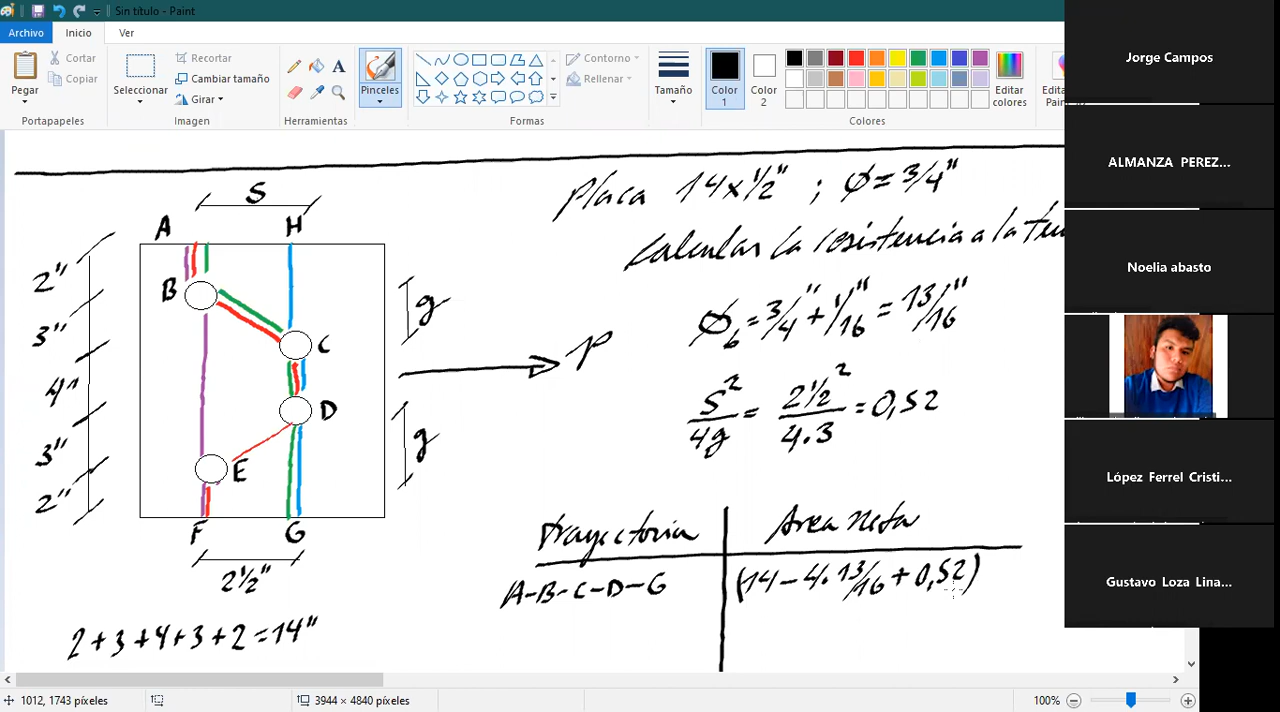 Sin título - Paint
Archivo Inicio Ver
Pegar
Cortar
Copiar
Portapapeles
Seleccionar
Recortar
Cambiar tamaño
Girar
Imagen
A
Herramientas
Pinceles
Contorno
Rellenar
Formas
Tamaño
Color 1
Color 2
Editar colores
Colores
Edita
Pain
Placa 14x1/2" ; Ø=3/4"
Calcular la resistencia a la ten
S
A H
B
C
D
E
F G
2"
3"
4"
3"
2"
g
g
P
2½"
2+3+4+3+2=14"
Ø6=3/4"+1/16"=13/16"
S²/4g = 2½²/4.3 = 0,52
Trayectoria Area Neta
A-B-C-D-G (14-4.13/16+0,52)
1012, 1743 píxeles
3944 × 4840 píxeles
100%
Jorge Campos
ALMANZA PEREZ...
Noelia abasto
López Ferrel Cristi...
Gustavo Loza Lina...